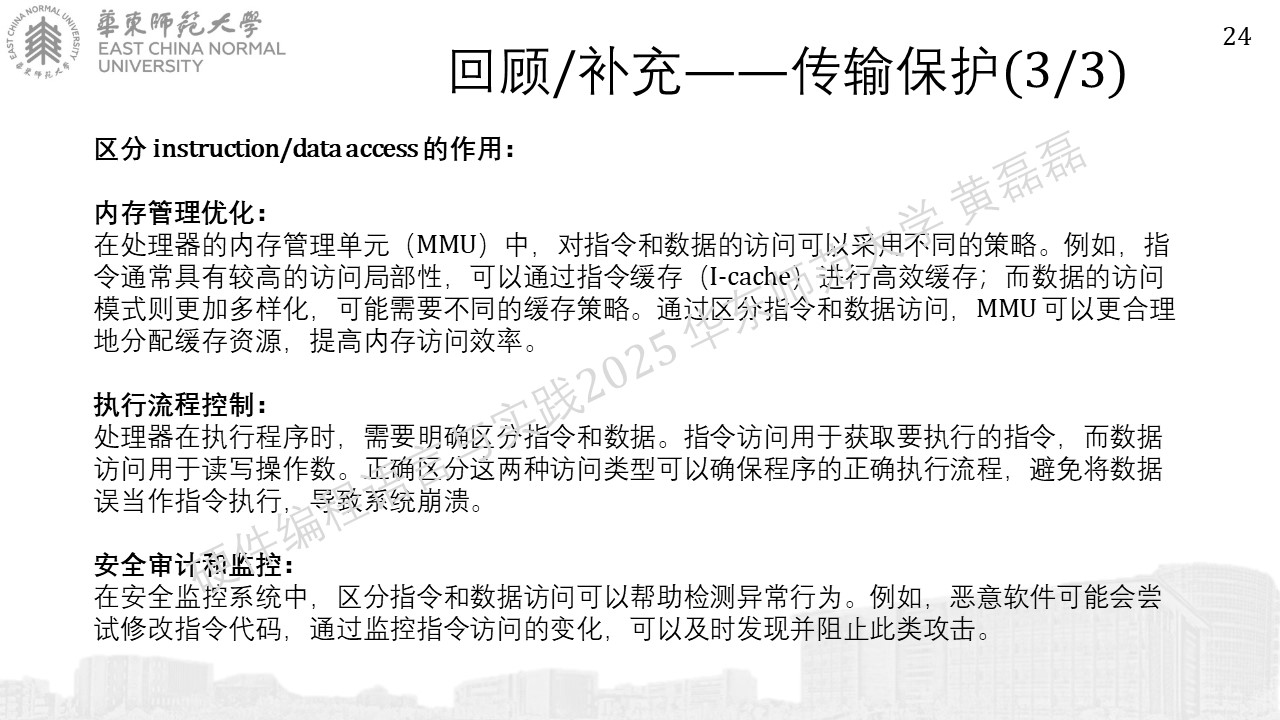 華東師範大學
EAST CHINA NORMAL
UNIVERSITY
EAST CHINA NORMAL UNIVERSITY
華東师范大学
24
回顾/补充——传输保护(3/3)
区分 instruction/data access 的作用：
内存管理优化：
在处理器的内存管理单元（MMU）中，对指令和数据的访问可以采用不同的策略。例如，指
令通常具有较高的访问局部性，可以通过指令缓存（I-cache）进行高效缓存；而数据的访问
模式则更加多样化，可能需要不同的缓存策略。通过区分指令和数据访问，MMU 可以更合理
地分配缓存资源，提高内存访问效率。
执行流程控制：
处理器在执行程序时，需要明确区分指令和数据。指令访问用于获取要执行的指令，而数据
访问用于读写操作数。正确区分这两种访问类型可以确保程序的正确执行流程，避免将数据
误当作指令执行，导致系统崩溃。
安全审计和监控：
在安全监控系统中，区分指令和数据访问可以帮助检测异常行为。例如，恶意软件可能会尝
试修改指令代码，通过监控指令访问的变化，可以及时发现并阻止此类攻击。
硬件编程语言与实践2025 华东师范大学 黄磊磊